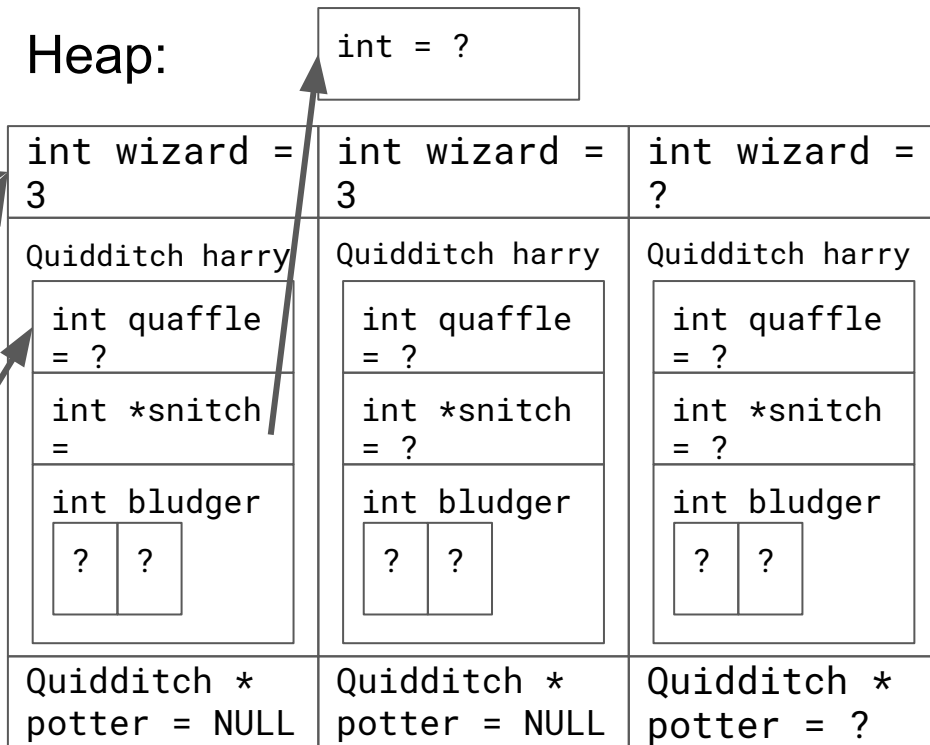 Heap:
int = ?
int wizard =
3
int wizard =
3
int wizard =
?
Quidditch harry
int quaffle
= ?
int *snitch
=
int bludger
? ?
Quidditch harry
int quaffle
= ?
int *snitch
= ?
int bludger
? ?
Quidditch harry
int quaffle
= ?
int *snitch
= ?
int bludger
? ?
Quidditch *
potter = NULL
Quidditch *
potter = NULL
Quidditch *
potter = ?